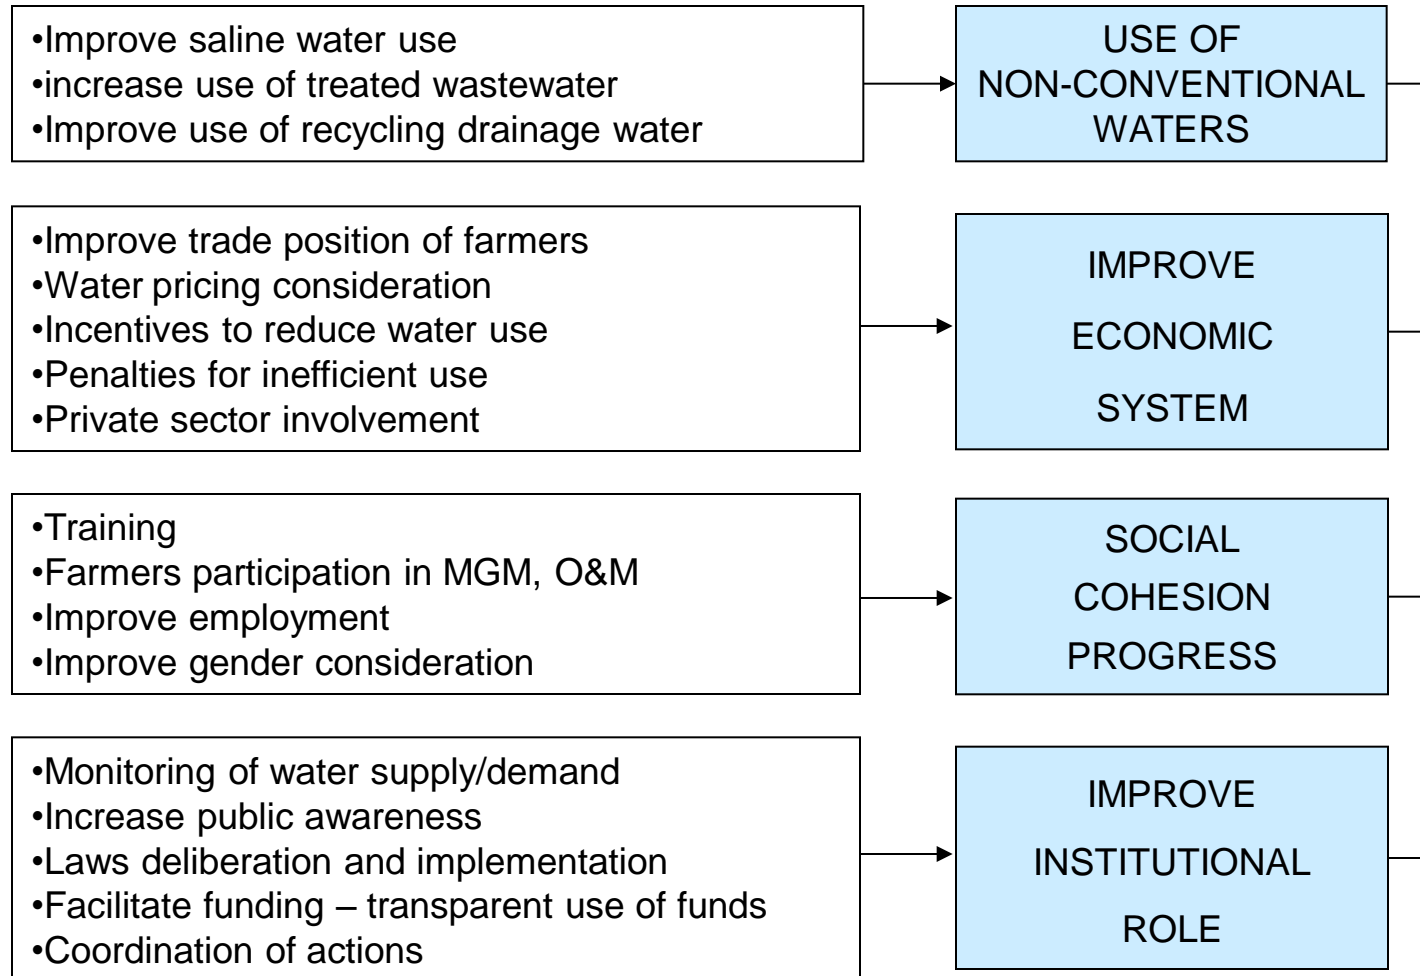 •Improve saline water use
•increase use of treated wastewater
•Improve use of recycling drainage water
USE OF
NON-CONVENTIONAL
WATERS
•Improve trade position of farmers
•Water pricing consideration
•Incentives to reduce water use
•Penalties for inefficient use
•Private sector involvement
IMPROVE
ECONOMIC
SYSTEM
•Training
•Farmers participation in MGM, O&M
•Improve employment
•Improve gender consideration
SOCIAL
COHESION
PROGRESS
•Monitoring of water supply/demand
•Increase public awareness
•Laws deliberation and implementation
•Facilitate funding – transparent use of funds
•Coordination of actions
IMPROVE
INSTITUTIONAL
ROLE